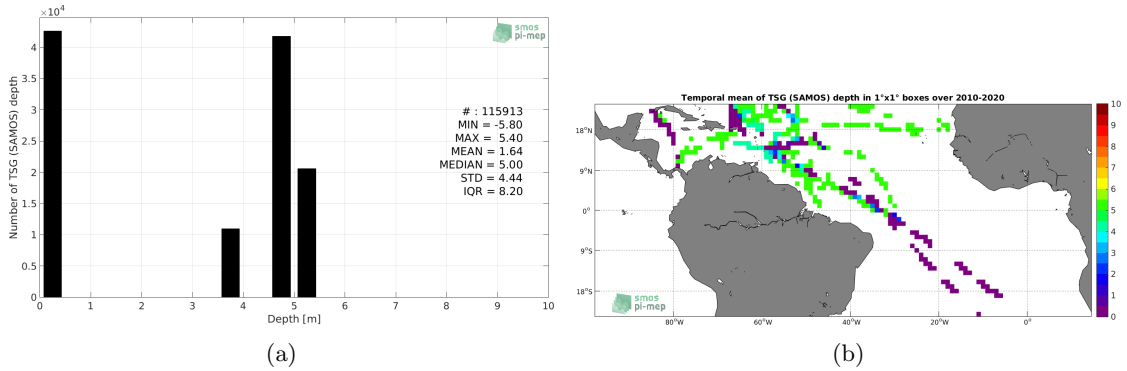 ×10⁴
4
3.5
3
2.5
2
1.5
1
0.5
0
Number of TSG (SAMOS) depth
0 1 2 3 4 5 6 7 8 9 10
Depth [m]
smos
pi-mep
# : 115913
MIN = -5.80
MAX = 5.40
MEAN = 1.64
MEDIAN = 5.00
STD = 4.44
IQR = 8.20
(a)
Temporal mean of TSG (SAMOS) depth in 1°x1° boxes over 2010-2020
18°N
9°N
0°
9°S
18°S
80°W 60°W 40°W 20°W 0°
smos
pi-mep
10
9
8
7
6
5
4
3
2
1
0
(b)